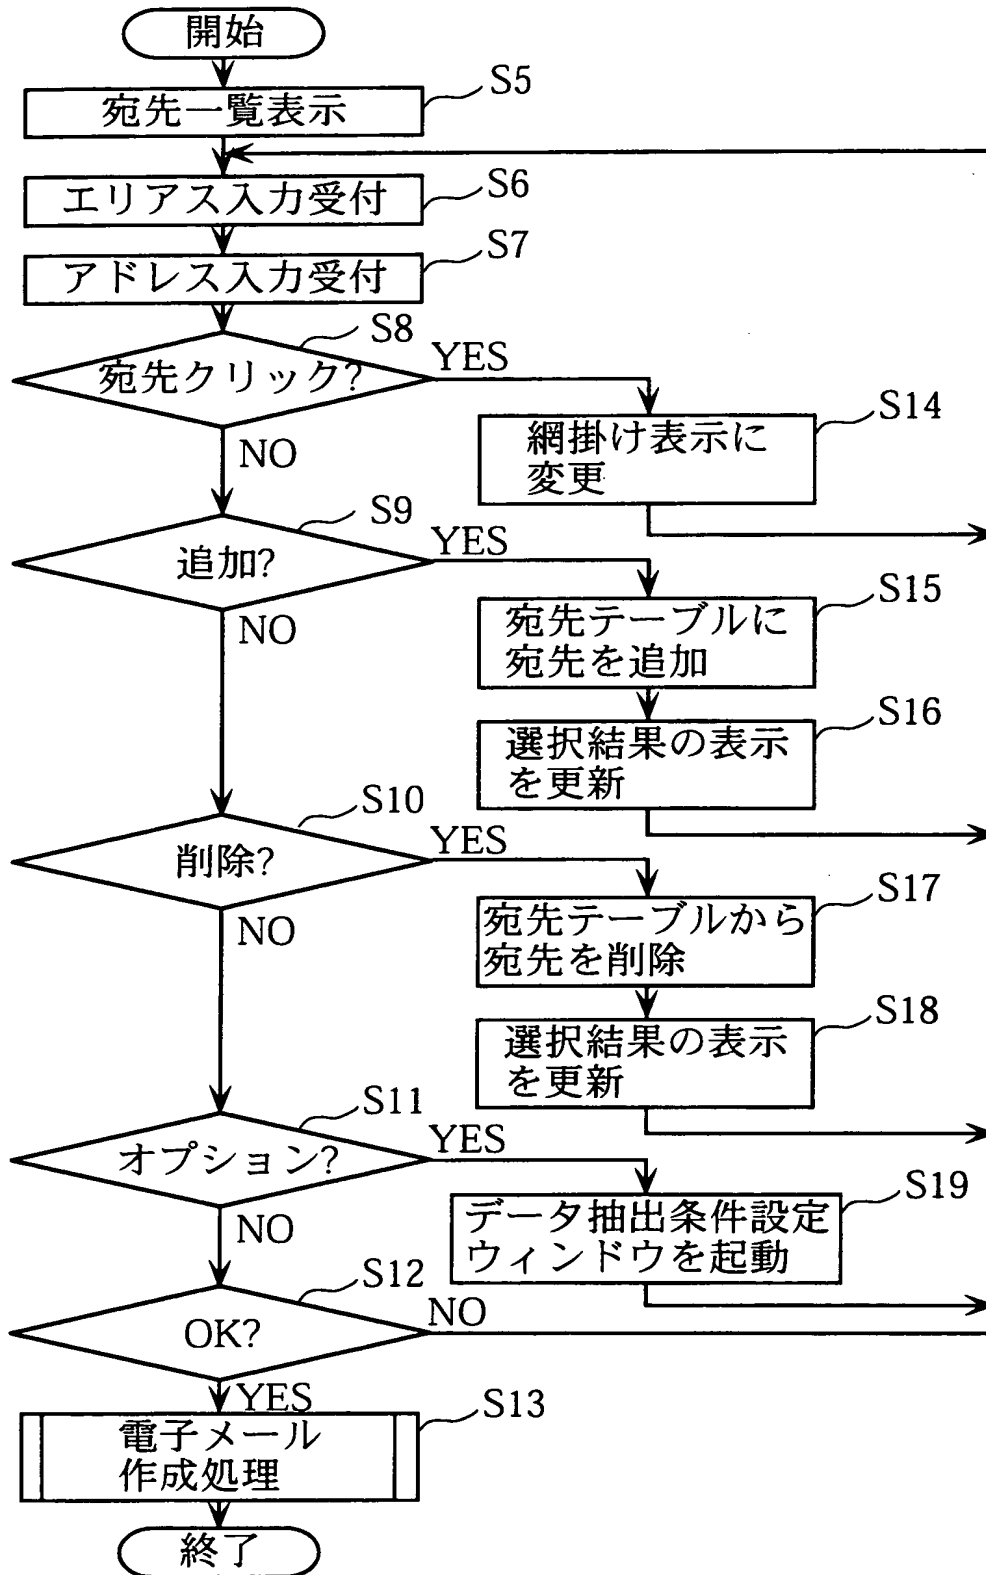 開始
宛先一覧表示
S5
エリアス入力受付
S6
アドレス入力受付
S7
宛先クリック?
S8
YES
NO
網掛け表示に
変更
S14
追加?
S9
YES
NO
宛先テーブルに
宛先を追加
S15
選択結果の表示
を更新
S16
削除?
S10
YES
NO
宛先テーブルから
宛先を削除
S17
選択結果の表示
を更新
S18
オプション?
S11
YES
NO
データ抽出条件設定
ウィンドウを起動
S19
OK?
S12
NO
YES
電子メール
作成処理
S13
終了